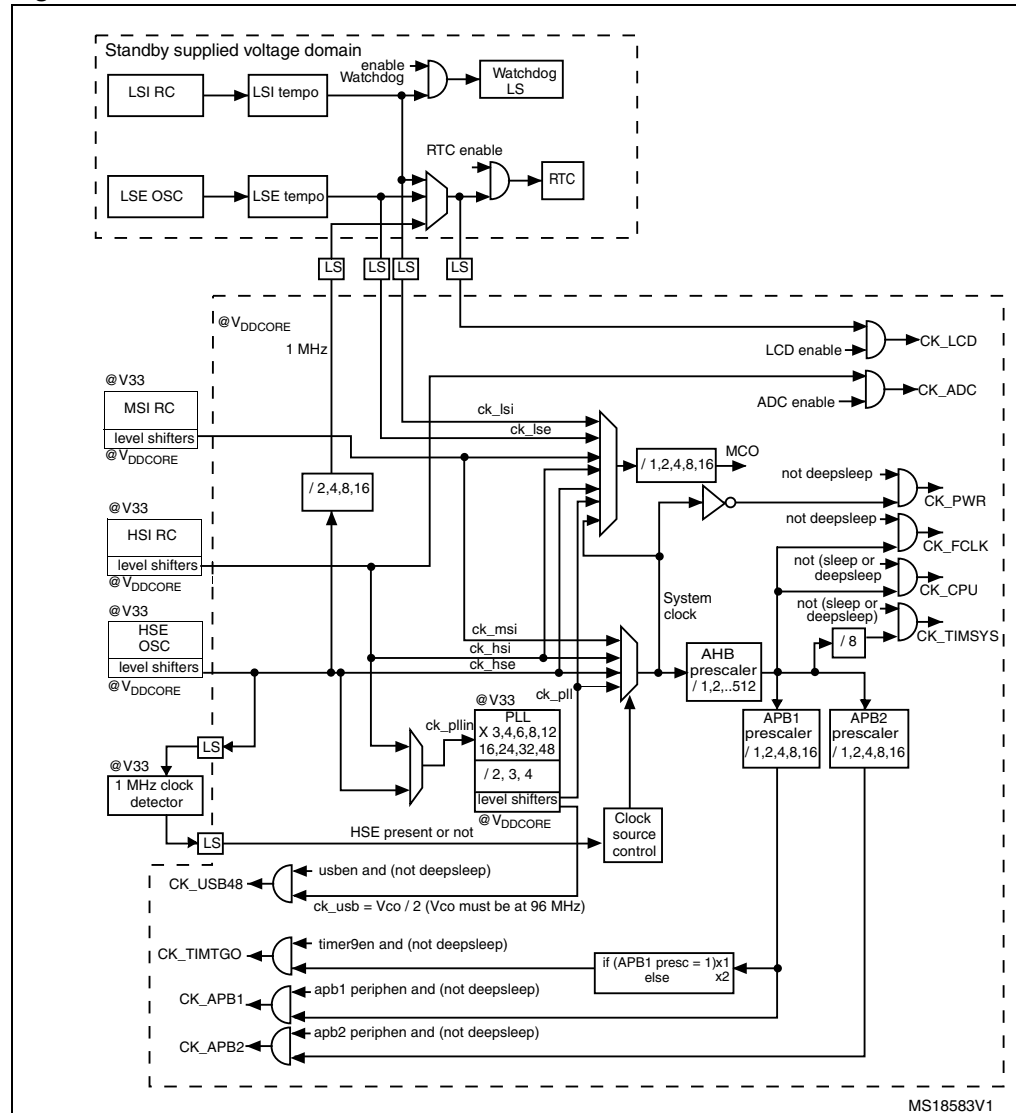 Standby supplied voltage domain
enable
Watchdog
Watchdog
LS
LSI RC
LSI tempo
RTC enable
RTC
LSE OSC
LSE tempo
LS
LS
LS
LS
@VDDCORE
1 MHz
LCD enable
CK_LCD
ADC enable
CK_ADC
@V33
MSI RC
level shifters
@VDDCORE
ck_lsi
ck_lse
/ 2,4,8,16
/ 1,2,4,8,16
MCO
not deepsleep
CK_PWR
@V33
HSI RC
level shifters
@VDDCORE
not deepsleep
CK_FCLK
not (sleep or
deepsleep
CK_CPU
System
clock
not (sleep or
deepsleep)
CK_TIMSYS
/ 8
@V33
HSE
OSC
level shifters
@VDDCORE
ck_msi
ck_hsi
ck_hse
ck_pll
AHB
prescaler
/ 1,2,..512
@V33
PLL
X 3,4,6,8,12
16,24,32,48
/ 2, 3, 4
level shifters
@VDDCORE
ck_pllin
APB1
prescaler
/ 1,2,4,8,16
APB2
prescaler
/ 1,2,4,8,16
LS
@V33
1 MHz clock
detector
LS
HSE present or not
Clock
source
control
usben and (not deepsleep)
CK_USB48
ck_usb = Vco / 2 (Vco must be at 96 MHz)
timer9en and (not deepsleep)
CK_TIMTGO
if (APB1 presc = 1)x1
else x2
apb1 periphen and (not deepsleep)
CK_APB1
apb2 periphen and (not deepsleep)
CK_APB2
MS18583V1